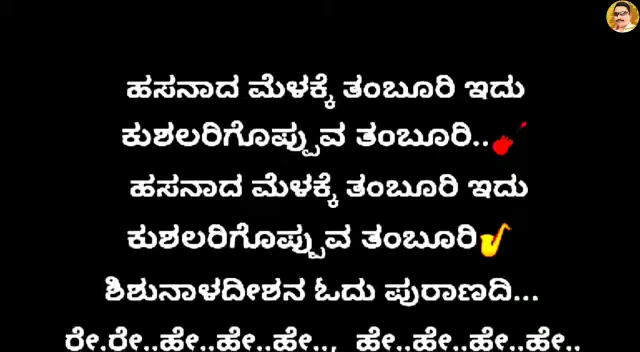 ಹಸನಾದ ಮೆಳಕ್ಕೆ ತಂಬೂರಿ ಇದು
ಕುಶಲರಿಗೊಪ್ಪುವ ತಂಬೂರಿ..
ಹಸನಾದ ಮೆಳಕ್ಕೆ ತಂಬೂರಿ ಇದು
ಕುಶಲರಿಗೊಪ್ಪುವ ತಂಬೂರಿ
ಶಿಶುನಾಳದೀಶನ ಓದು ಪುರಾಣದಿ...
ರೇ.ರೇ..ಹೇ..ಹೇ..ಹೇ.., ಹೇ..ಹೇ..ಹೇ..ಹೇ..